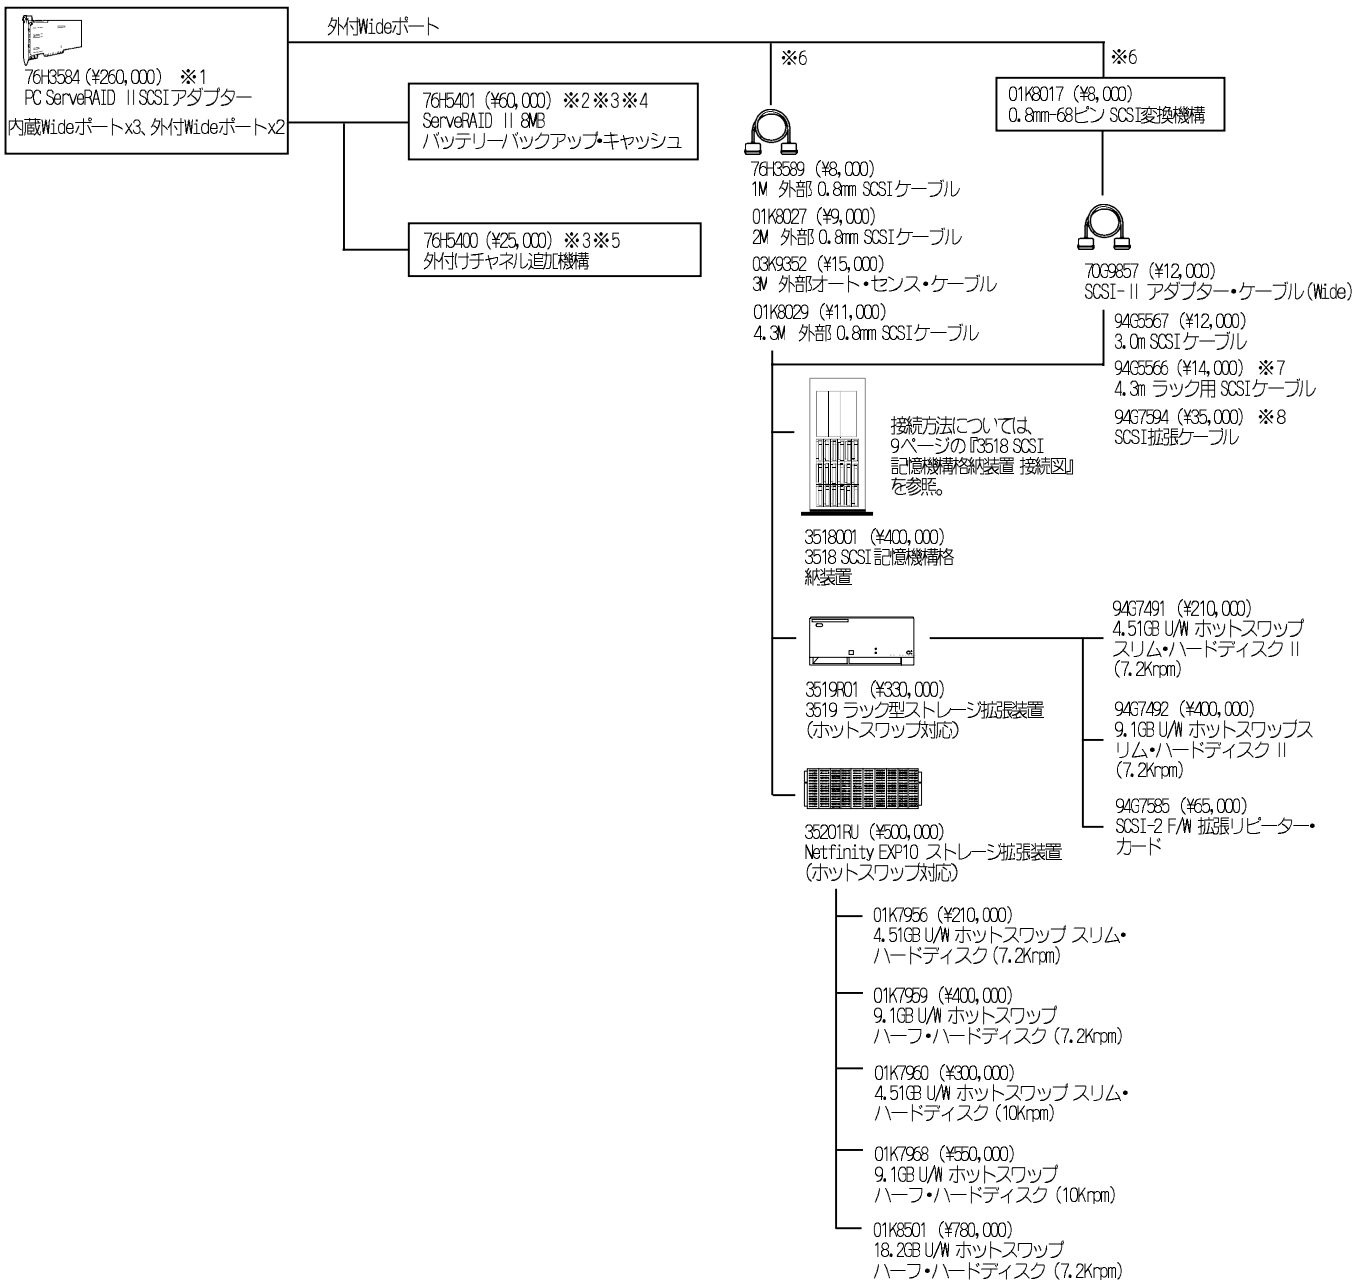 外付Wideポート
76H3584 (¥260,000) ※1
PC ServeRAID II SCSIアダプター
内蔵Wideポートx3、外付Wideポートx2
76H5401 (¥60,000) ※2※3※4
ServeRAID II 8MB
バッテリーバックアップ・キャッシュ
76H5400 (¥25,000) ※3※5
外付けチャネル追加機構
※6
76H3589 (¥8,000)
1M 外部 0.8mm SCSIケーブル
01K8027 (¥9,000)
2M 外部 0.8mm SCSIケーブル
03K9352 (¥15,000)
3M 外部オート・センス・ケーブル
01K8029 (¥11,000)
4.3M 外部 0.8mm SCSIケーブル
※6
01K8017 (¥8,000)
0.8mm-68ピン SCSI変換機構
70G9857 (¥12,000)
SCSI-II アダプター・ケーブル(Wide)
94G5567 (¥12,000)
3.0m SCSIケーブル
94G5566 (¥14,000) ※7
4.3m ラック用 SCSIケーブル
94G7594 (¥35,000) ※8
SCSI拡張ケーブル
接続方法については、
9ページの『3518 SCSI
記憶機構格納装置 接続図』
を参照。
3518001 (¥400,000)
3518 SCSI 記憶機構格
納装置
3519R01 (¥330,000)
3519 ラック型ストレージ拡張装置
(ホットスワップ対応)
94G7491 (¥210,000)
4.51GB U/W ホットスワップ
スリム・ハードディスク II
(7.2Krpm)
94G7492 (¥400,000)
9.1GB U/W ホットスワップス
リム・ハードディスク II
(7.2Krpm)
94G7585 (¥65,000)
SCSI-2 F/W 拡張リピーター・
カード
35201RU (¥500,000)
Netfinity EXP10 ストレージ拡張装置
(ホットスワップ対応)
01K7956 (¥210,000)
4.51GB U/W ホットスワップ スリム・
ハードディスク (7.2Krpm)
01K7959 (¥400,000)
9.1GB U/W ホットスワップ
ハーフ・ハードディスク (7.2Krpm)
01K7960 (¥300,000)
4.51GB U/W ホットスワップ スリム・
ハードディスク (10Krpm)
01K7968 (¥550,000)
9.1GB U/W ホットスワップ
ハーフ・ハードディスク (10Krpm)
01K8501 (¥780,000)
18.2GB U/W ホットスワップ
ハーフ・ハードディスク (7.2Krpm)